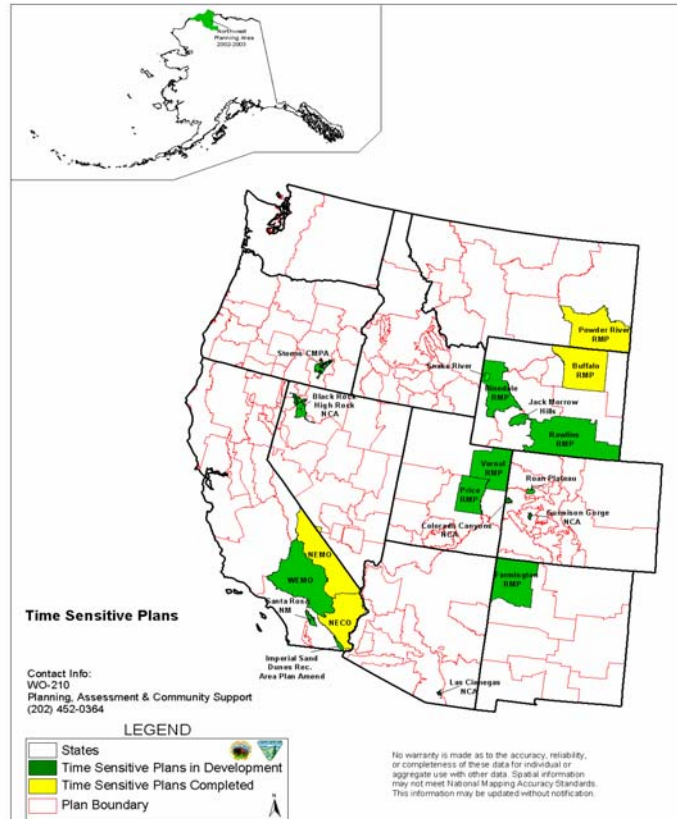 Northwest
Planning Area
2002-2003
Powder River
RMP
Steens CMPA
Snake River
Buffalo
RMP
Pinedale
RMP
Black Rock
High Rock
NCA
Jack Morrow
Hills
Rawlins
RMP
Vernal
RMP
Roan Plateau
Price
RMP
Gunnison Gorge
NCA
Colorado Canyons
NCA
NEMO
WEMO
Farmington
RMP
Santa Rosa
NM
NECO
Time Sensitive Plans
Imperial Sand
Dunes Rec.
Area Plan Amend
Las Cienegas
NCA
Contact Info:
WO-210
Planning, Assessment & Community Support
(202) 452-0364
LEGEND
States
Time Sensitive Plans in Development
Time Sensitive Plans Completed
Plan Boundary
N
No warranty is made as to the accuracy, reliability,
or completeness of these data for individual or
aggregate use with other data. Spatial information
may not meet National Mapping Accuracy Standards.
This information may be updated without notification.